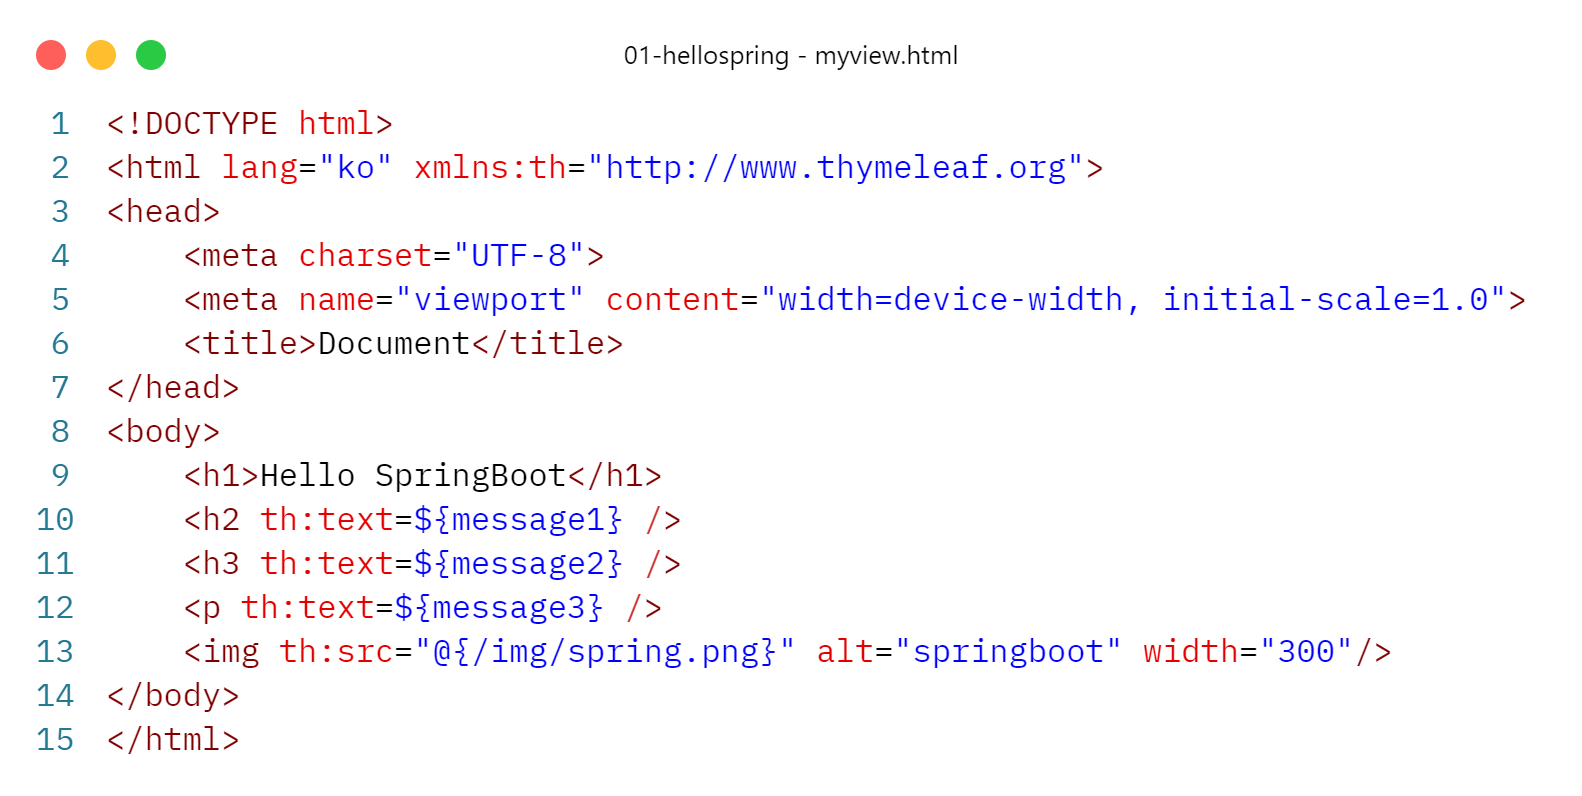 01-hellospring - myview.html
1 <!DOCTYPE html>
2 <html lang="ko" xmlns:th="http://www.thymeleaf.org">
3 <head>
4     <meta charset="UTF-8">
5     <meta name="viewport" content="width=device-width, initial-scale=1.0">
6     <title>Document</title>
7 </head>
8 <body>
9     <h1>Hello SpringBoot</h1>
10     <h2 th:text=${message1} />
11     <h3 th:text=${message2} />
12     <p th:text=${message3} />
13     <img th:src="@{/img/spring.png}" alt="springboot" width="300"/>
14 </body>
15 </html>